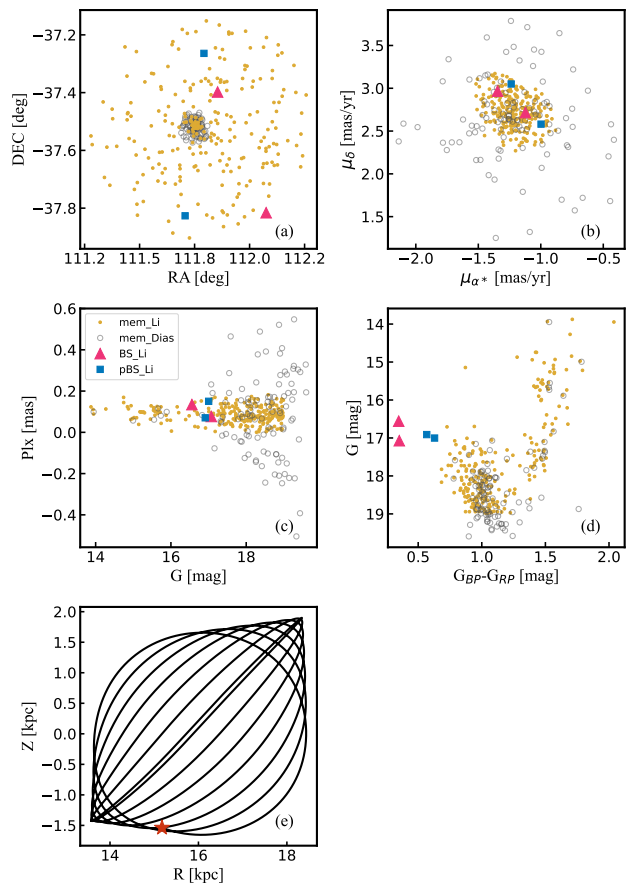 −37.2
−37.4
−37.6
−37.8
DEC [deg]
111.2
111.5
111.8
112.0
112.2
RA [deg]
(a)
3.5
3.0
2.5
2.0
1.5
μδ [mas/yr]
−2.0
−1.5
−1.0
−0.5
μα* [mas/yr]
(b)
0.6
0.4
0.2
0.0
−0.2
−0.4
Plx [mas]
mem_Li
mem_Dias
BS_Li
pBS_Li
14
16
18
G [mag]
(c)
14
15
16
17
18
19
G [mag]
0.5
1.0
1.5
2.0
GBP-GRP [mag]
(d)
2.0
1.5
1.0
0.5
0.0
−0.5
−1.0
−1.5
Z [kpc]
14
16
18
R [kpc]
(e)